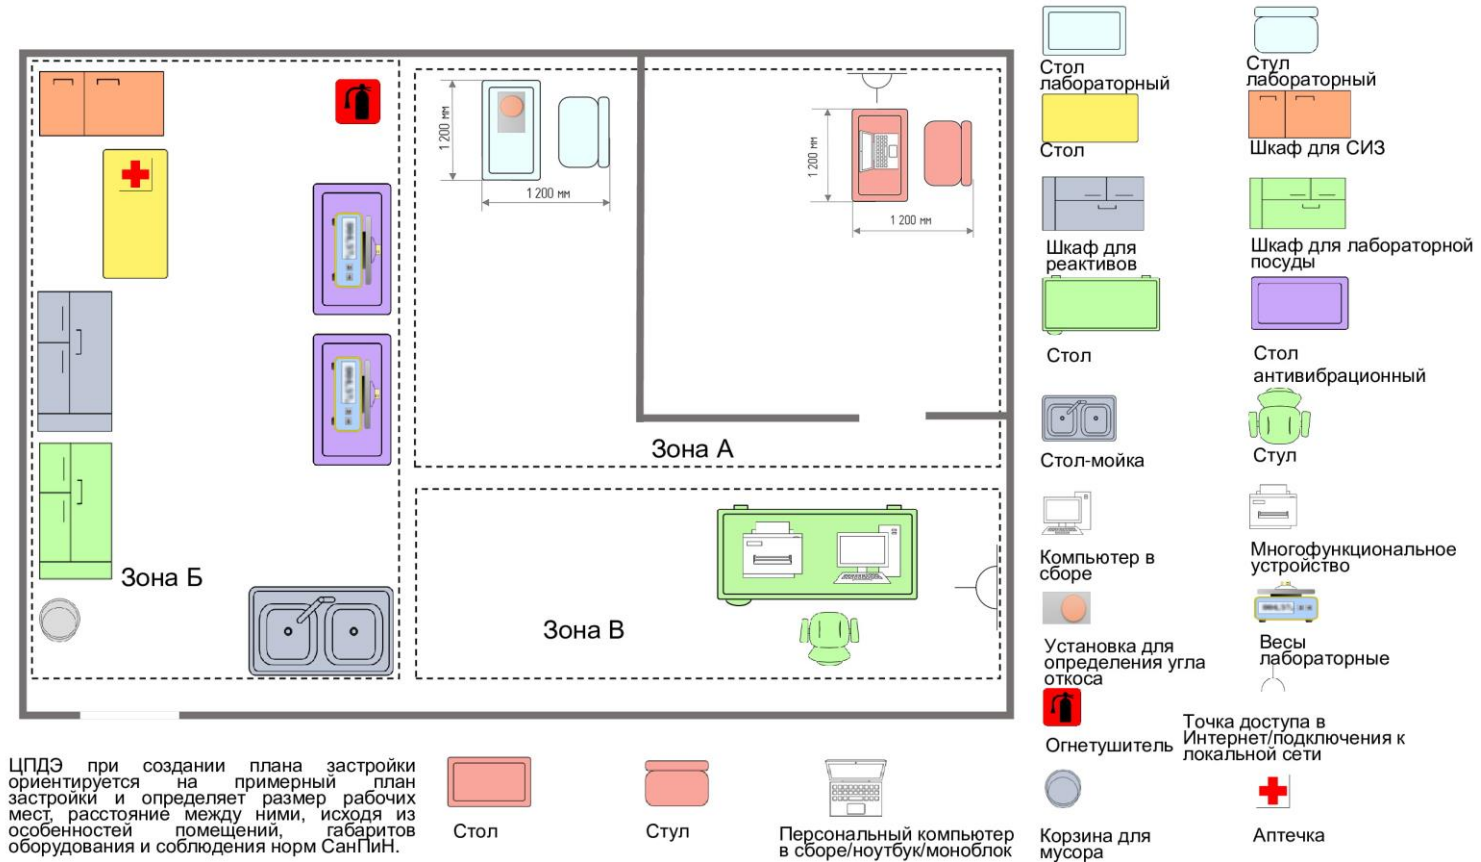 1 200 мм
1 200 мм
1 200 мм
1 200 мм
Зона А
Зона Б
Зона В
Стол
лабораторный
Стул
лабораторный
Стол
Шкаф для СИЗ
Шкаф для
реактивов
Шкаф для лабораторной
посуды
Стол
Стол
антивибрационный
Стол-мойка
Стул
Компьютер в
сборе
Многофункциональное
устройство
Установка для
определения угла
откоса
Весы
лабораторные
Огнетушитель
Точка доступа в
Интернет/подключения к
локальной сети
Корзина для
мусора
Аптечка
ЦПДЭ при создании плана застройки
ориентируется на примерный план
застройки и определяет размер рабочих
мест, расстояние между ними, исходя из
особенностей помещений, габаритов
оборудования и соблюдения норм СанПиН.
Стол
Стул
Персональный компьютер
в сборе/ноутбук/моноблок